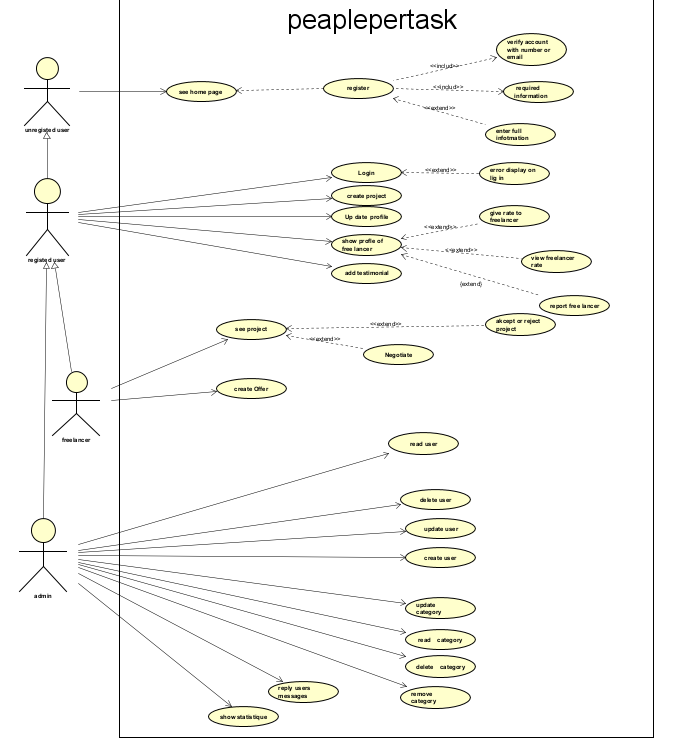 peaplepertask
verify account
with number or
email
<<includ>>
see home page
register
<<includ>>
required
information
<<extend>>
unregisted user
enter full
infotmation
Login
<<extend>>
error display on
lig in
create project
Up date profile
give rate to
freelancer
<<extend>>
show profie of
free lancer
<<extend>>
registed user
view freelancer
rate
add testimonial
(extend)
report free lancer
see project
<<extend>>
akcept or reject
project
<<extend>>
Negotiate
create Offer
freelancer
read user
delete user
update user
create user
admin
update
category
read category
delete category
reply users
messages
remove
category
show statistique